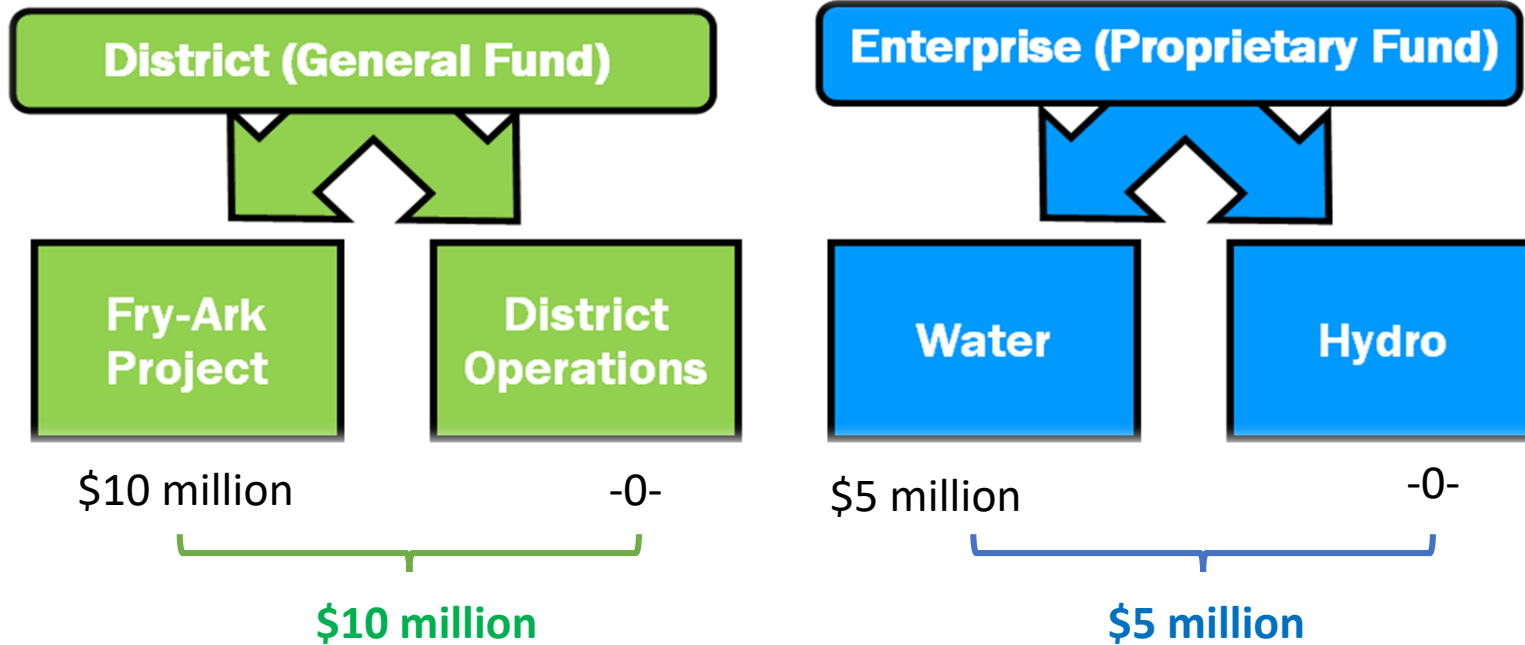 District (General Fund)
Enterprise (Proprietary Fund)
Fry-Ark
Project
District
Operations
Water
Hydro
$10 million
-0-
$5 million
-0-
$10 million
$5 million